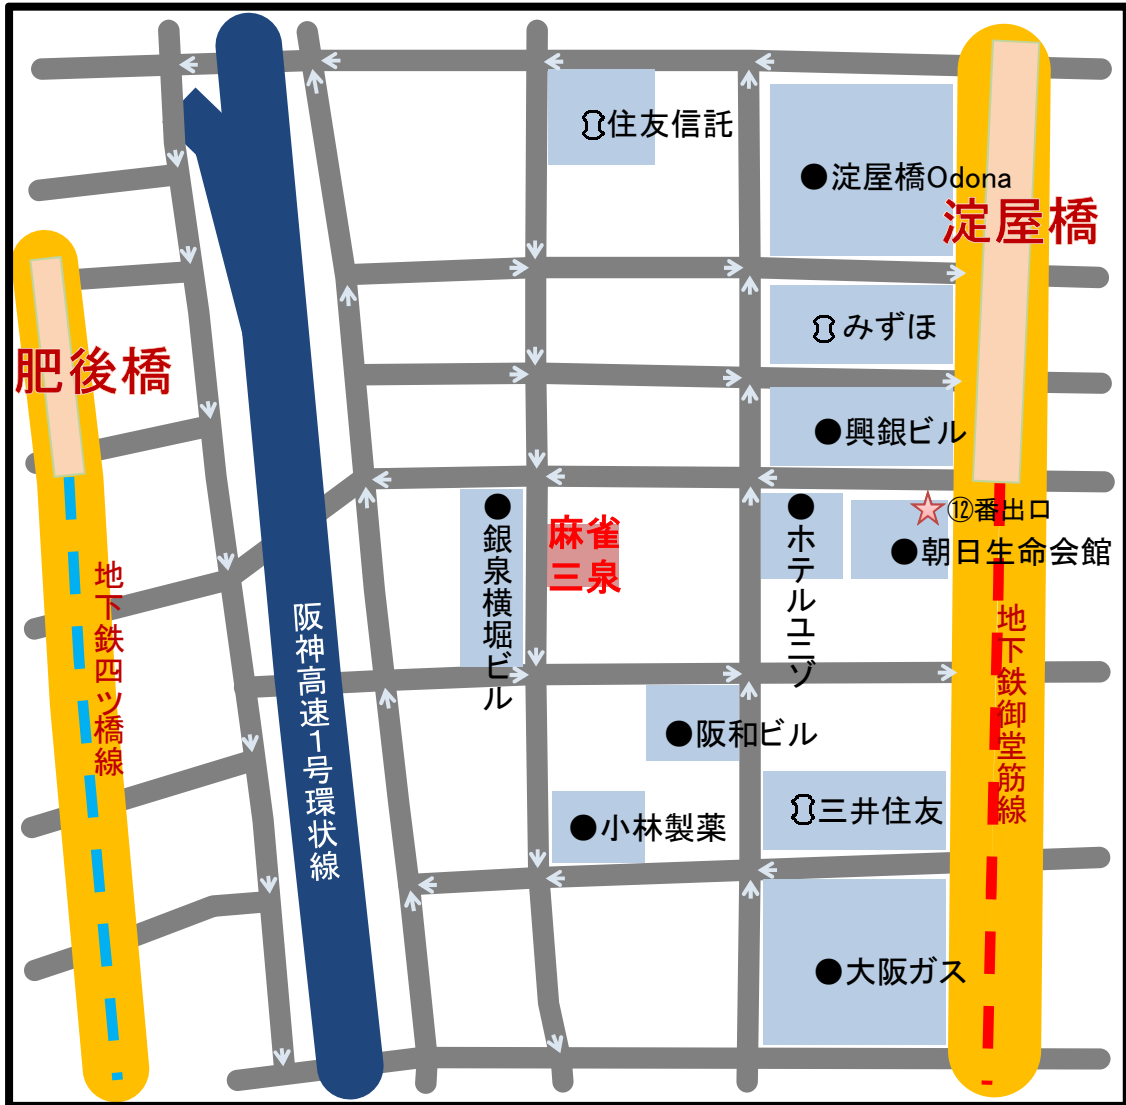 住友信託
●淀屋橋Odona
淀屋橋
みずほ
肥後橋
●興銀ビル
⑫番出口
●朝日生命会館
●銀泉横堀ビル
麻雀
三泉
●ホテルユニゾ
地下鉄四ツ橋線
阪神高速1号環状線
地下鉄御堂筋線
●阪和ビル
三井住友
●小林製薬
●大阪ガス